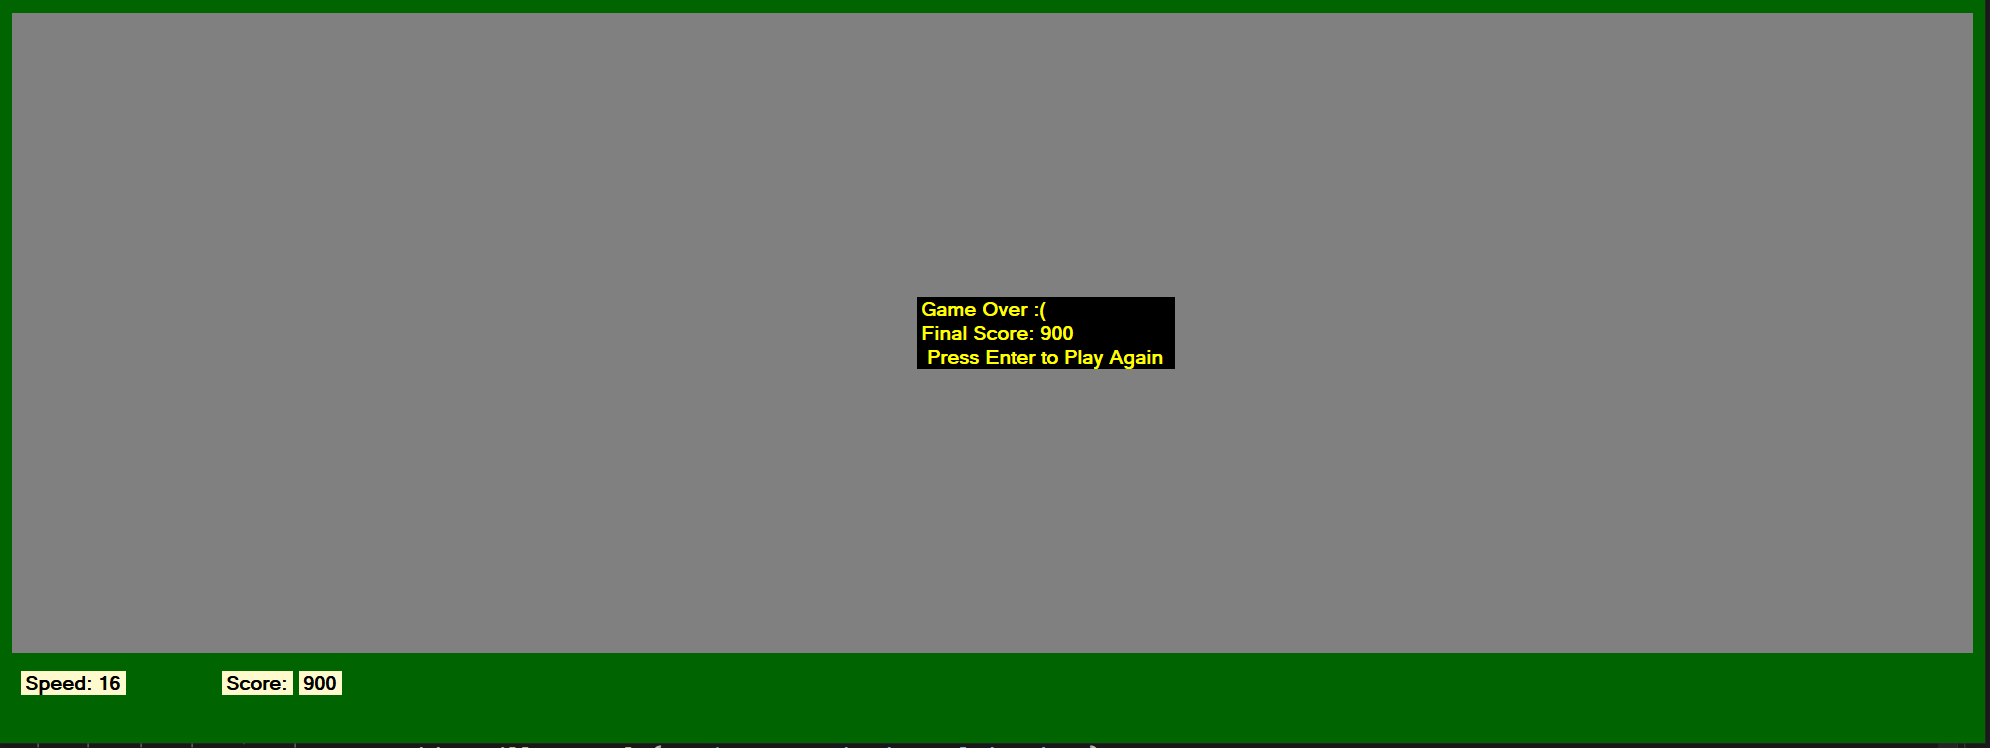 Game Over :(
Final Score: 900
Press Enter to Play Again
Speed: 16 Score: 900